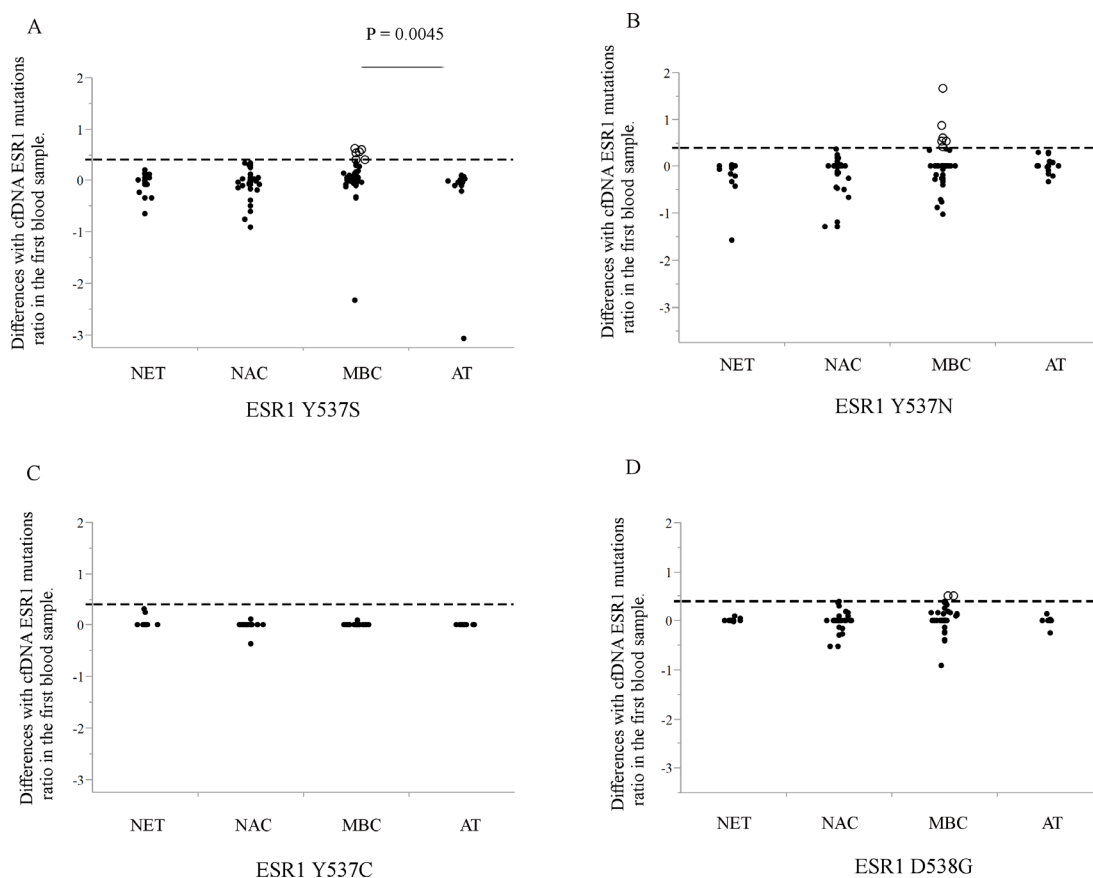 A
P = 0.0045
Differences with cfDNA ESR1 mutations
ratio in the first blood sample.
2
1
0
-1
-2
-3
NET NAC MBC AT
ESR1 Y537S
B
Differences with cfDNA ESR1 mutations
ratio in the first blood sample.
2
1
0
-1
-2
-3
NET NAC MBC AT
ESR1 Y537N
C
Differences with cfDNA ESR1 mutations
ratio in the first blood sample.
2
1
0
-1
-2
-3
NET NAC MBC AT
ESR1 Y537C
D
Differences with cfDNA ESR1 mutations
ratio in the first blood sample.
2
1
0
-1
-2
-3
NET NAC MBC AT
ESR1 D538G